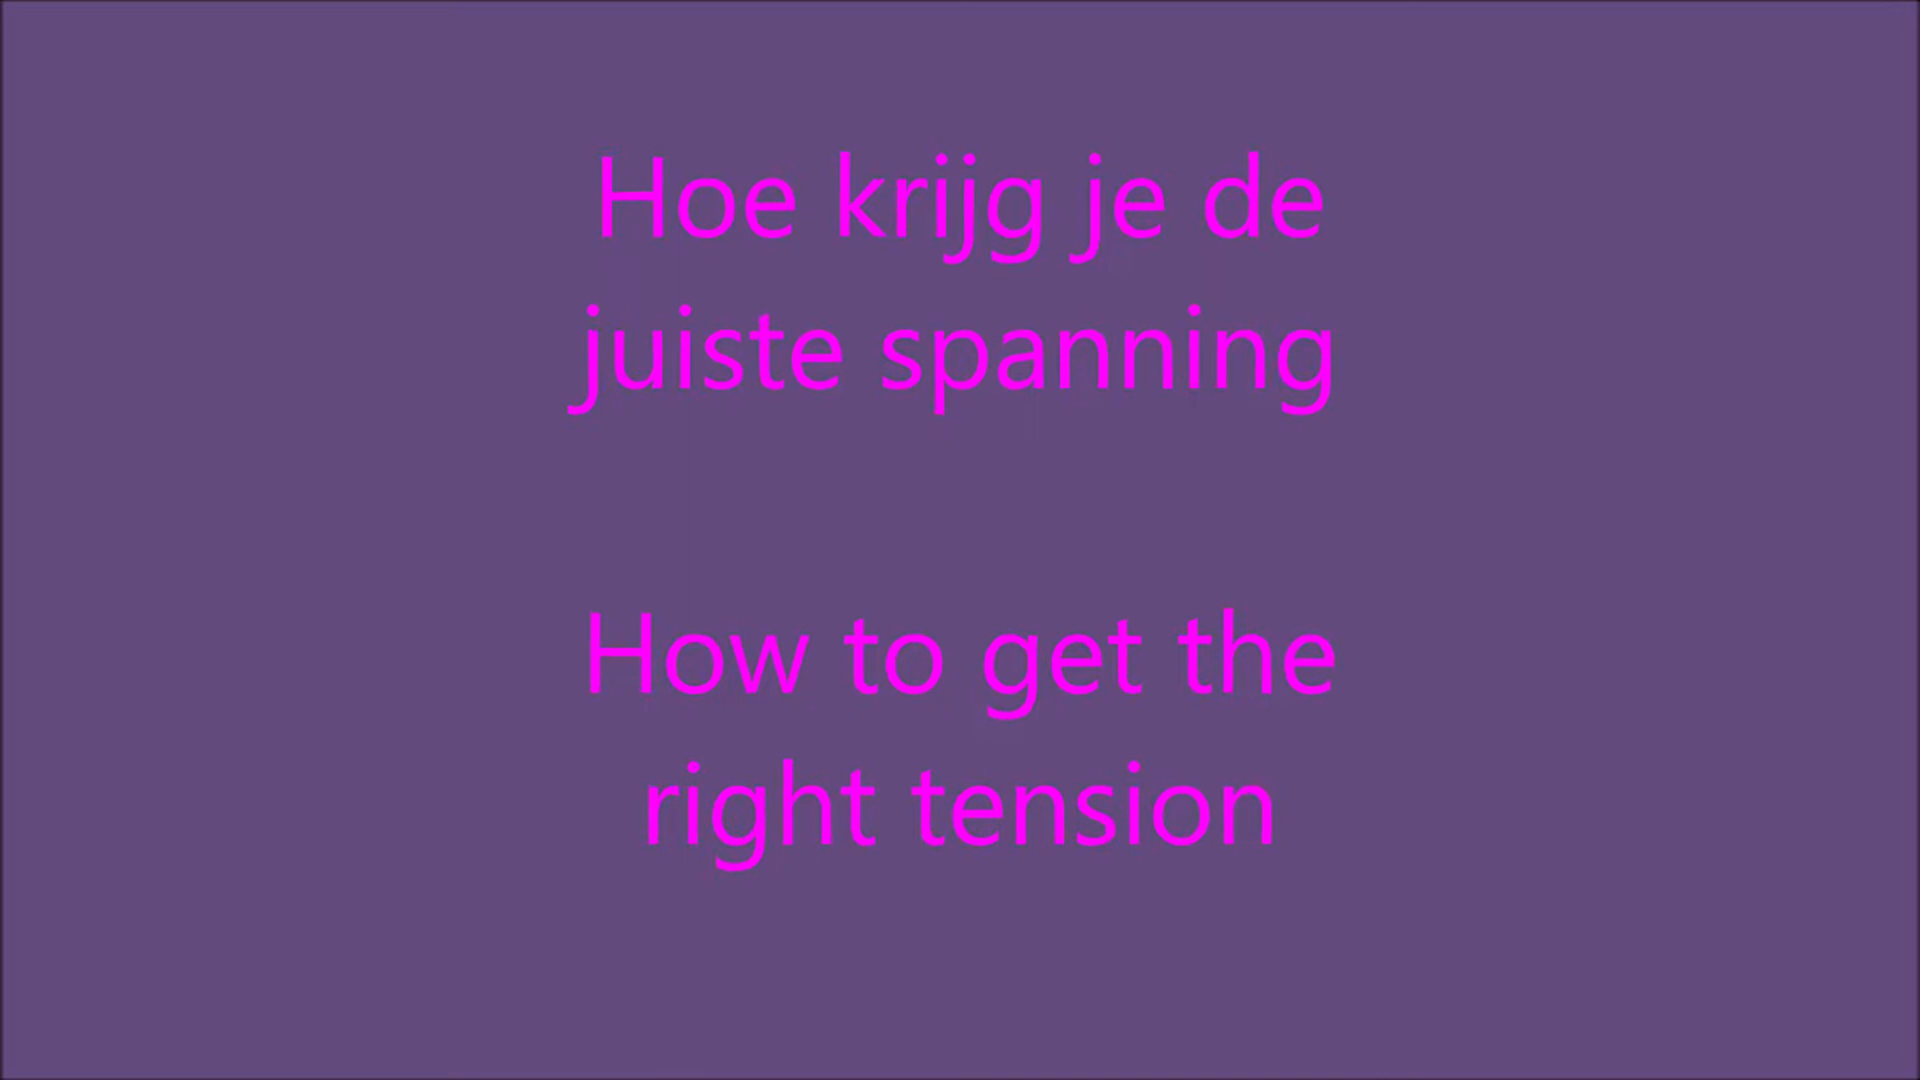 Hoe krijg je de
juiste spanning
How to get the
right tension